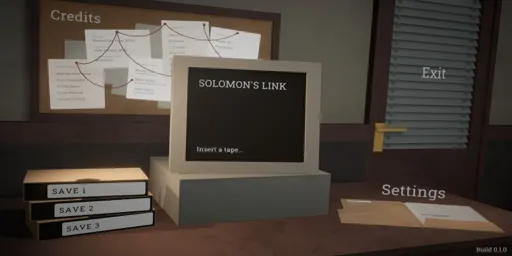 Credits
SOLOMON'S LINK
Exit
Insert a tape...
SAVE 1
SAVE 2
SAVE 3
Settings
Build 0.1.0